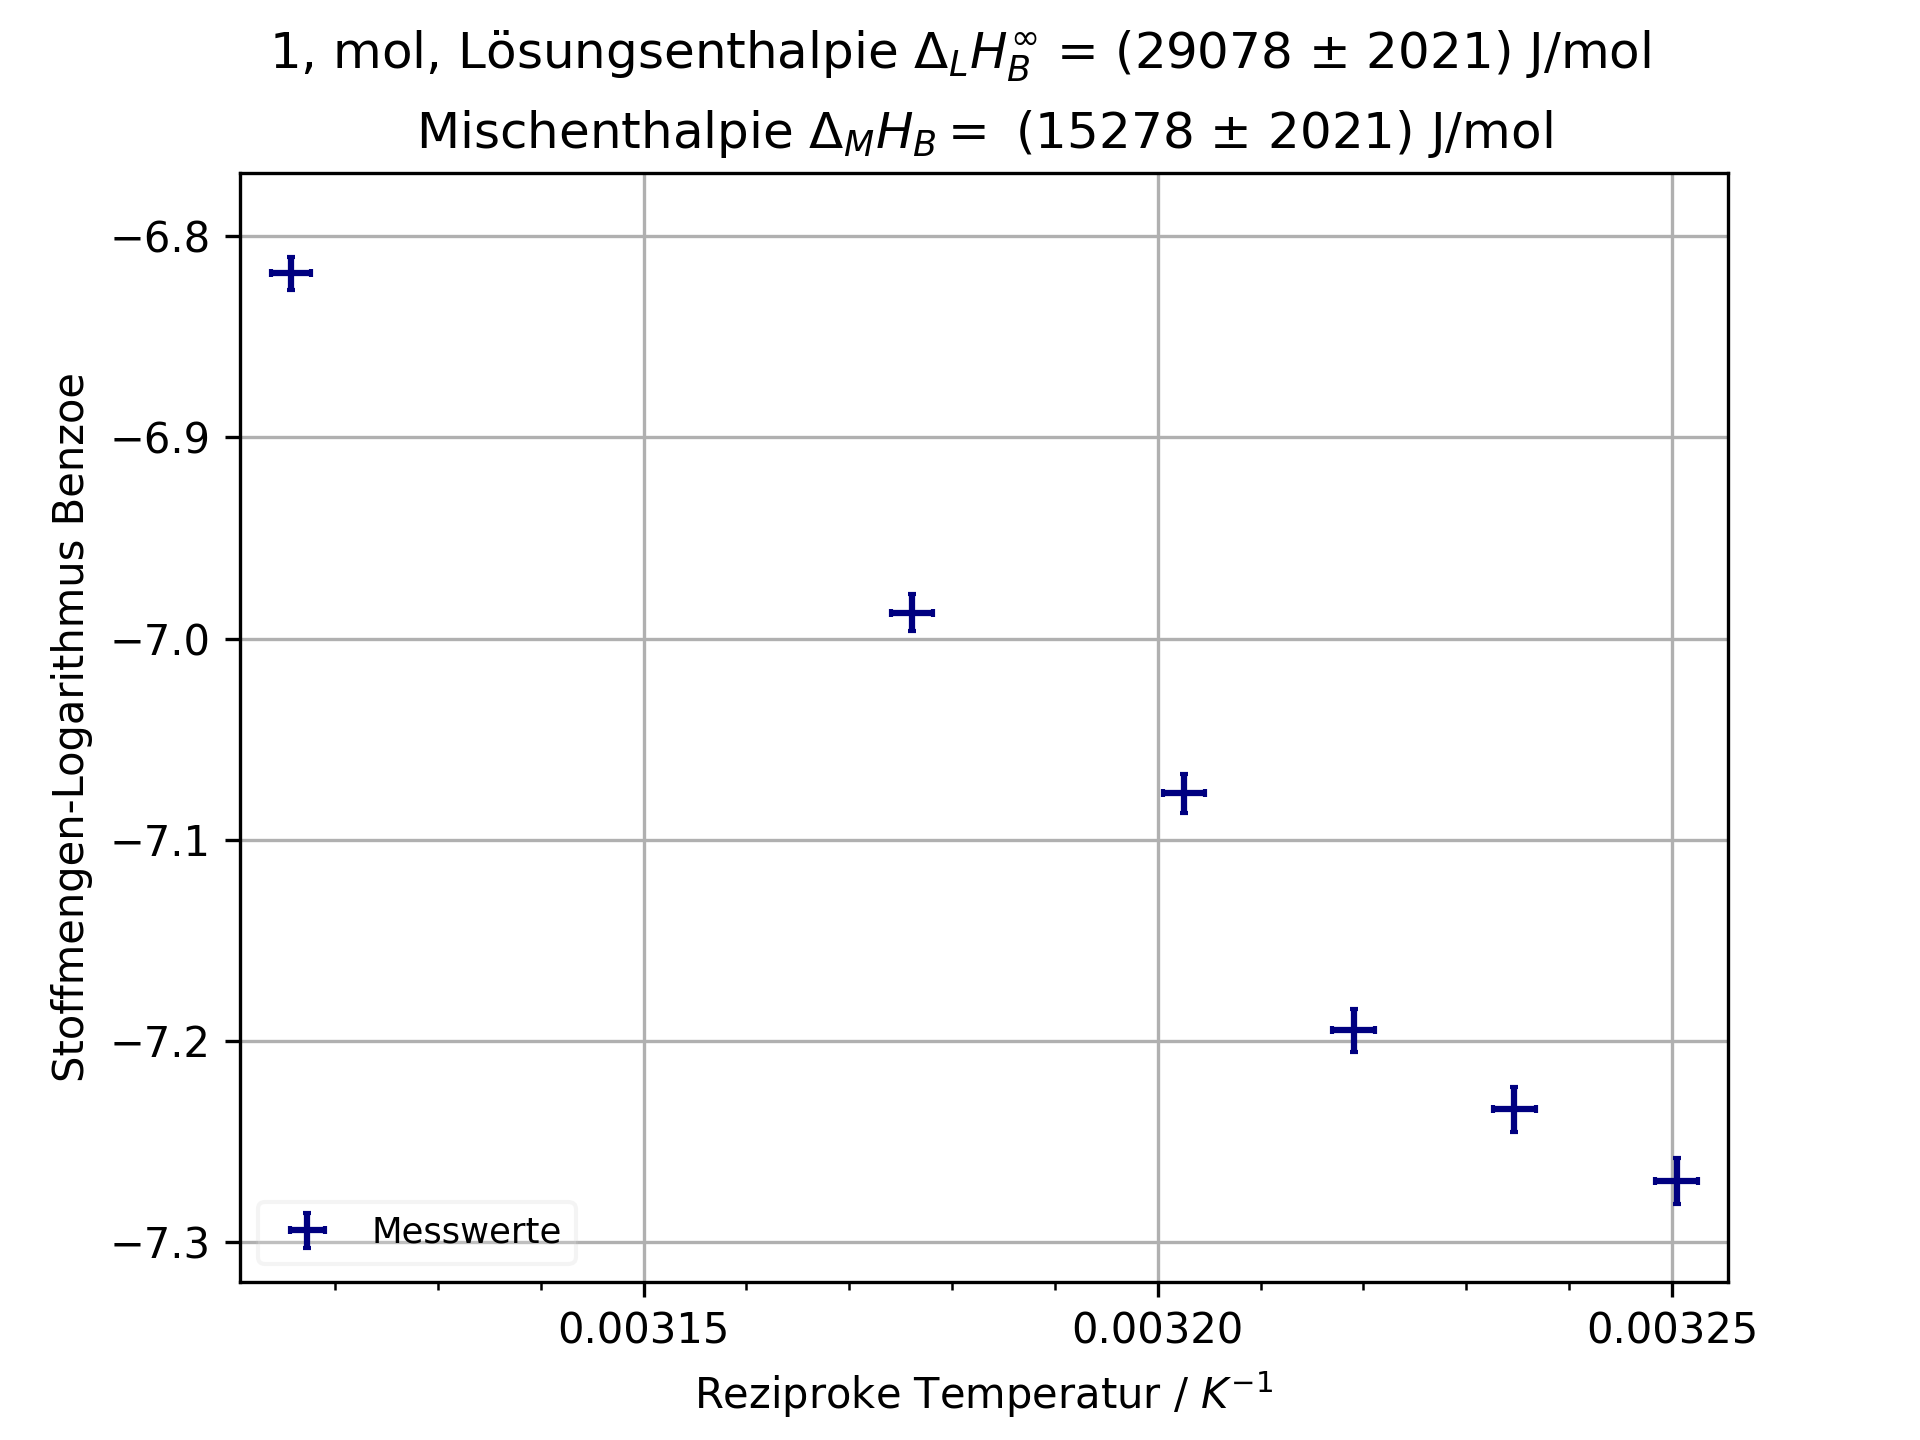 1, mol, Lösungsenthalpie Δ_L H_B^∞ = (29078 ± 2021) J/mol
Mischenthalpie Δ_M H_B = (15278 ± 2021) J/mol
Stoffmengen-Logarithmus Benzoe
−6.8
−6.9
−7.0
−7.1
−7.2
−7.3
Messwerte
0.00315 0.00320 0.00325
Reziproke Temperatur / K⁻¹